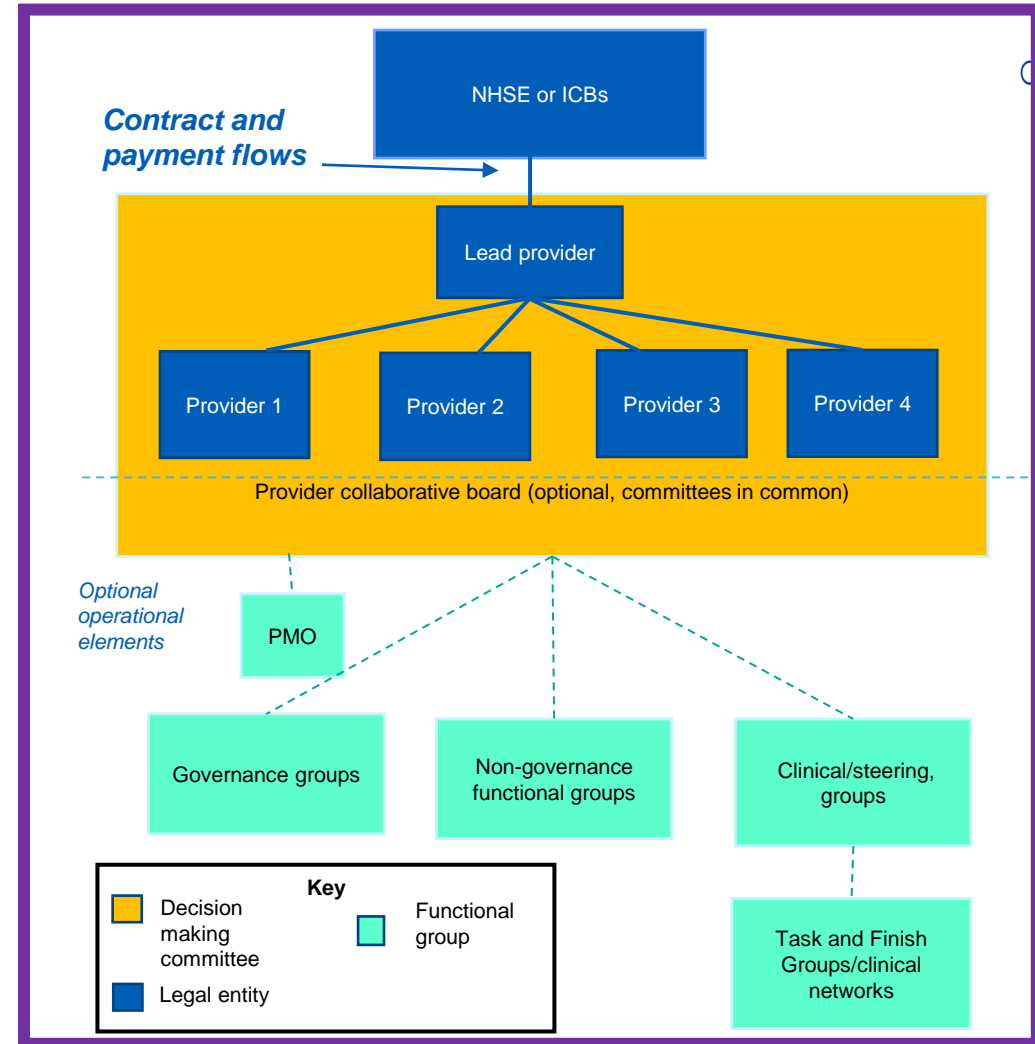 NHSE or ICBs
Contract and
payment flows
Lead provider
Provider 1
Provider 2
Provider 3
Provider 4
Provider collaborative board (optional, committees in common)
Optional
operational
elements
PMO
Governance groups
Non-governance
functional groups
Clinical/steering,
groups
Key
Decision
making
committee
Functional
group
Legal entity
Task and Finish
Groups/clinical
networks